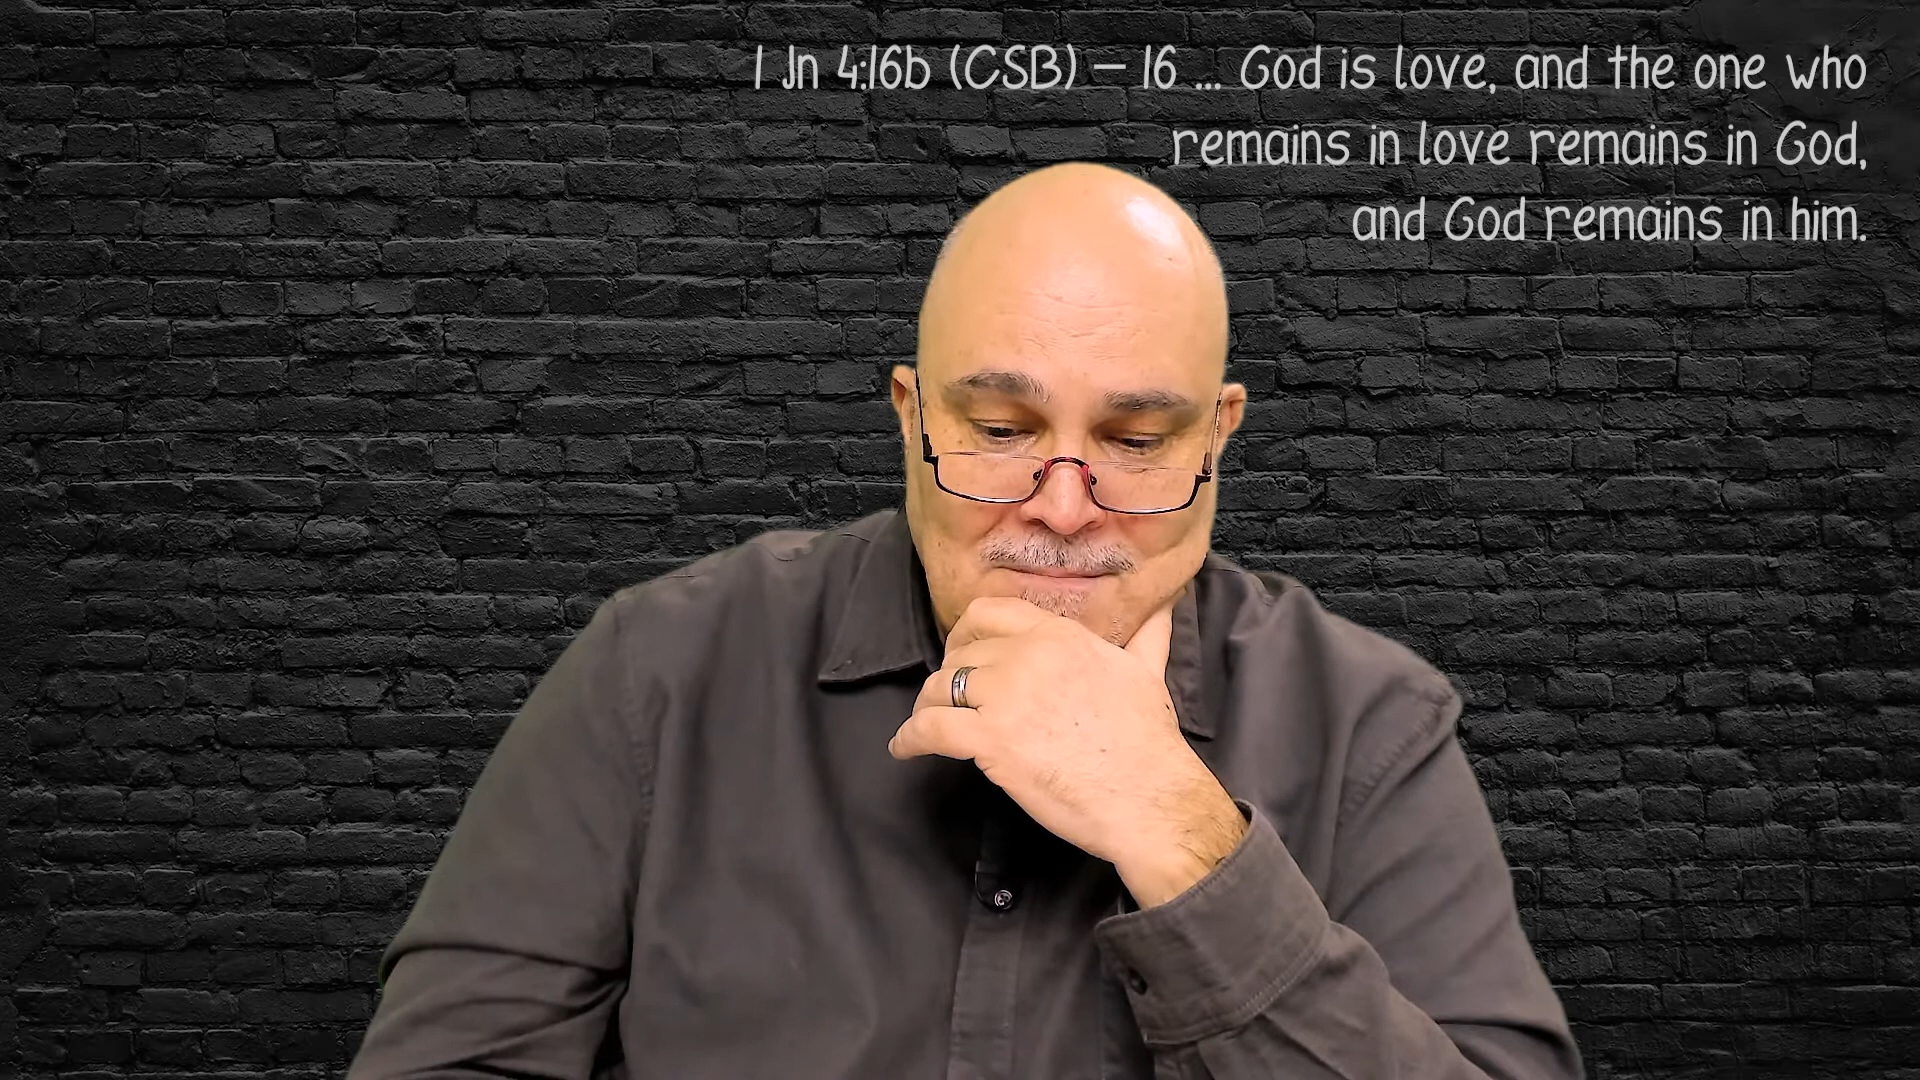 1 Jn 4:16b (CSB) – 16 ... God is love, and the one who
remains in love remains in God,
and God remains in him.